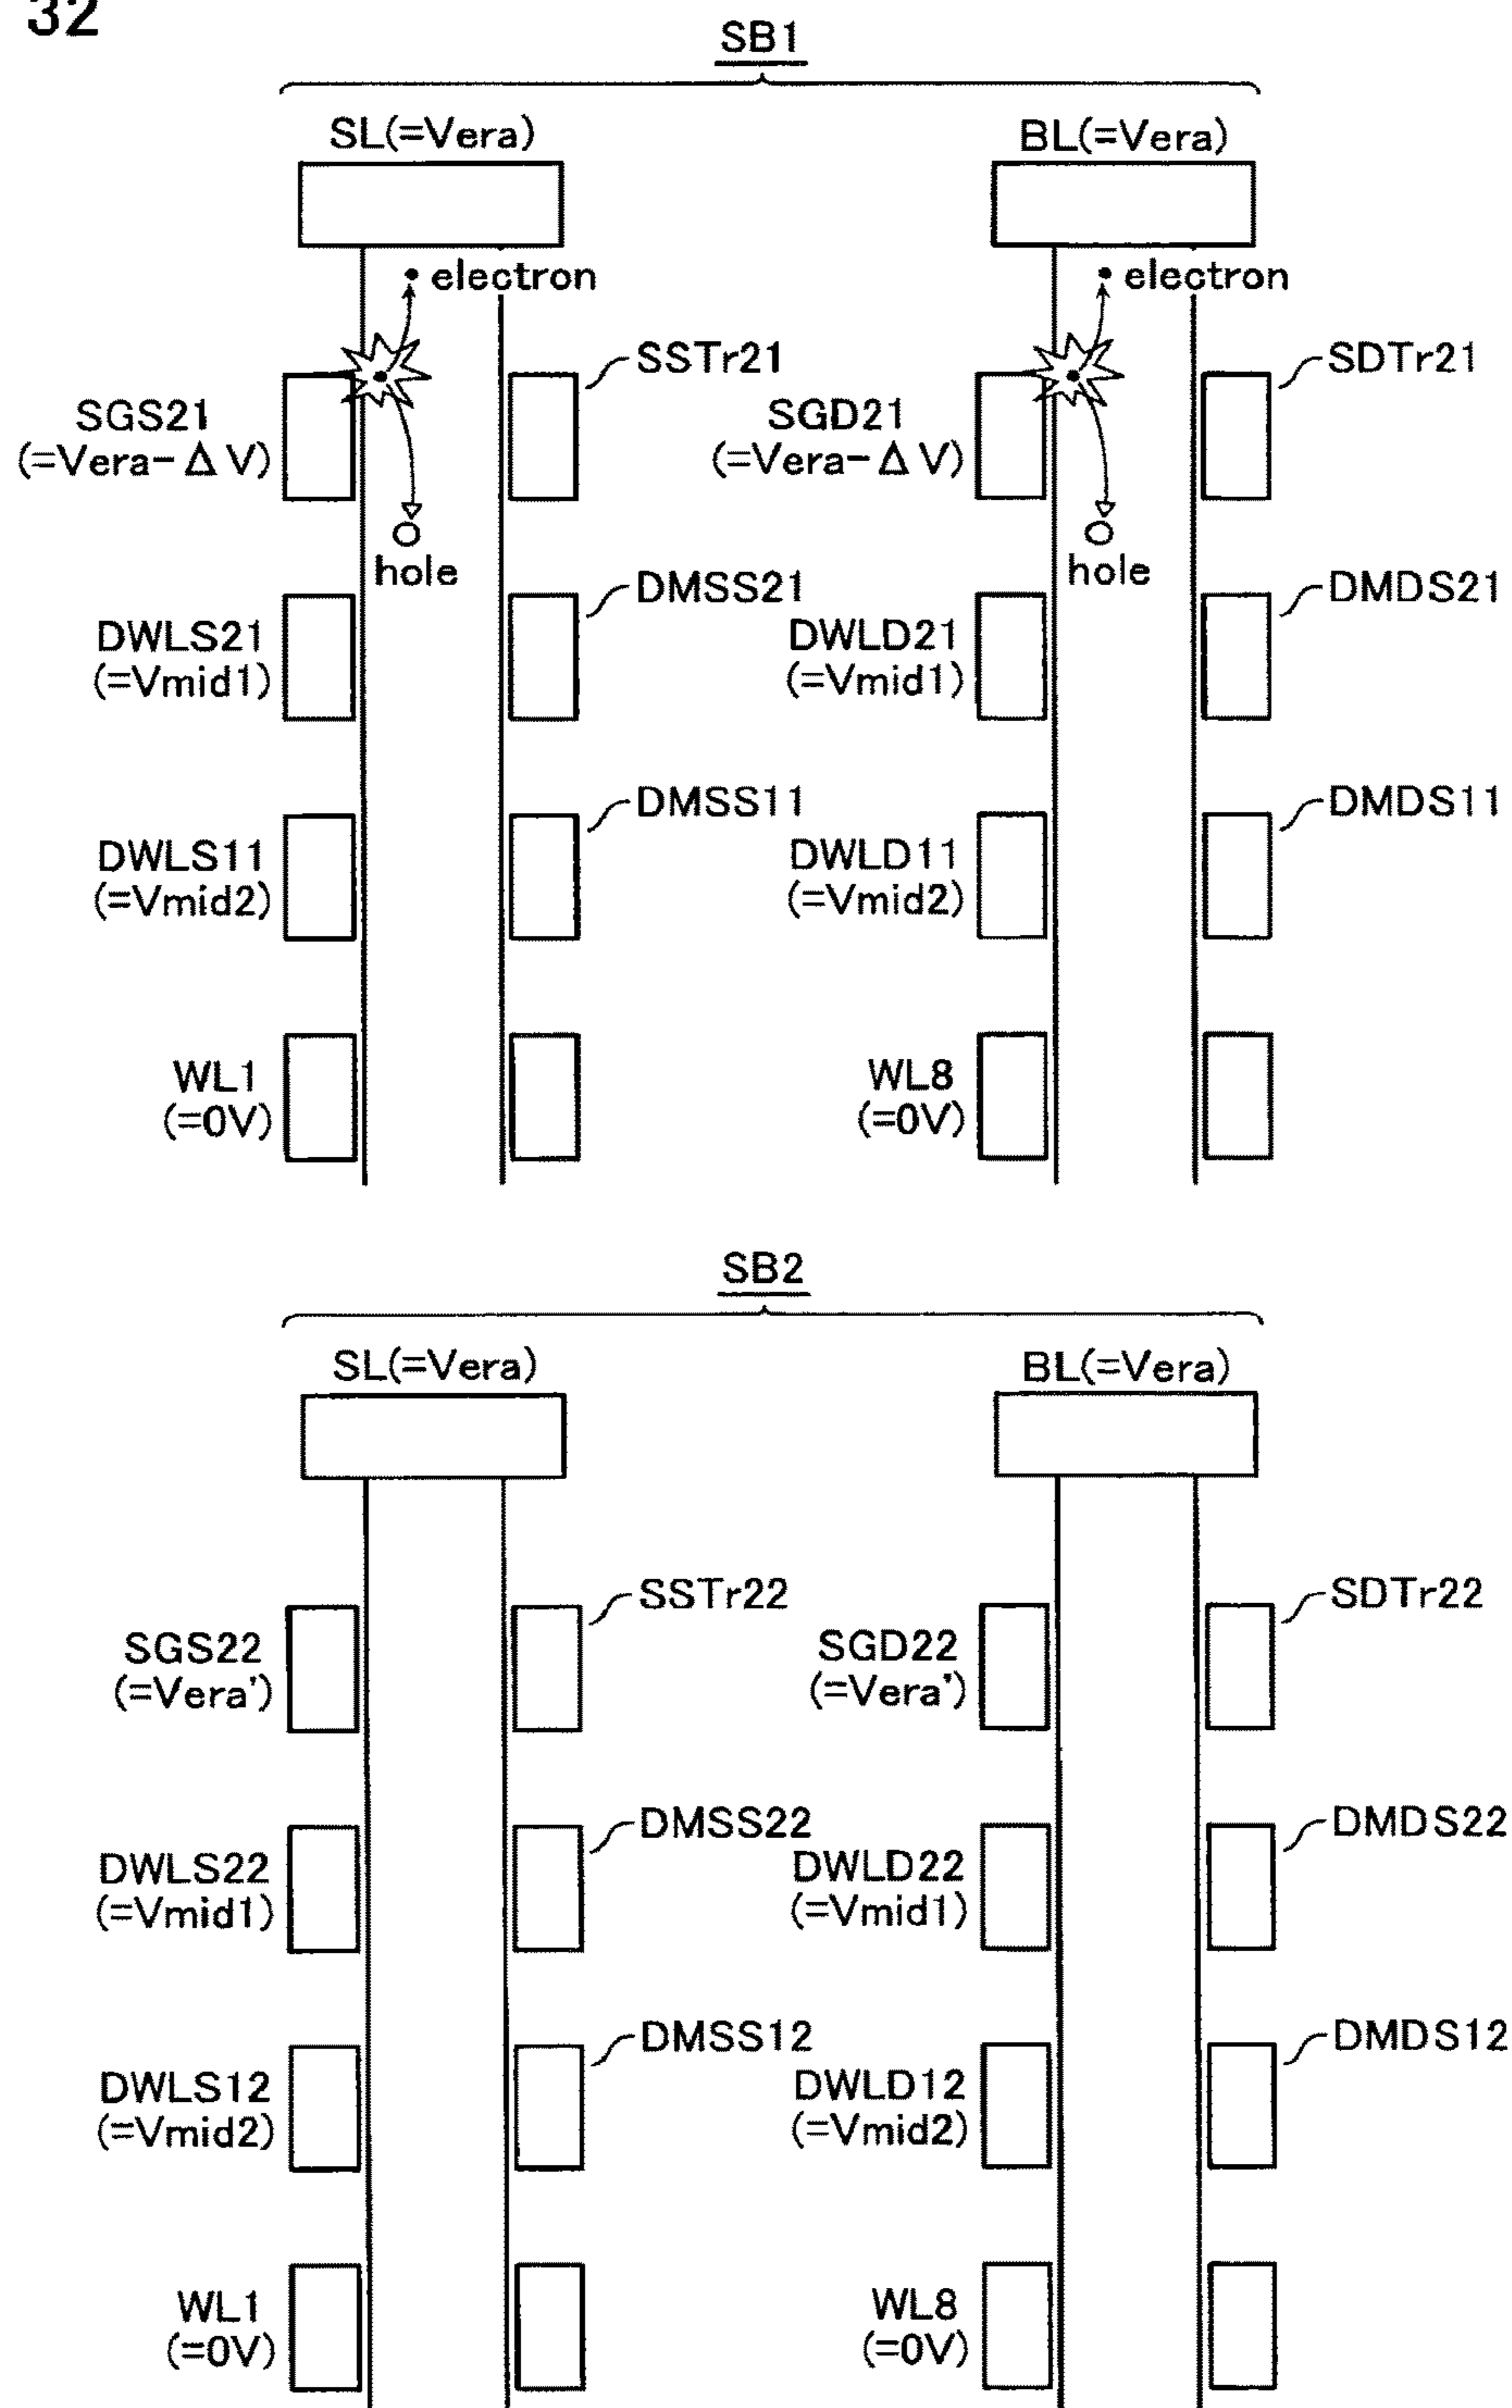 32
SB1
SL(=Vera)
BL(=Vera)
electron
electron
SSTr21
SDTr21
SGS21
(=Vera-ΔV)
SGD21
(=Vera-ΔV)
hole
hole
DMSS21
DMDS21
DWLS21
(=Vmid1)
DWLD21
(=Vmid1)
DMSS11
DMDS11
DWLS11
(=Vmid2)
DWLD11
(=Vmid2)
WL1
(=0V)
WL8
(=0V)
SB2
SL(=Vera)
BL(=Vera)
SSTr22
SDTr22
SGS22
(=Vera')
SGD22
(=Vera')
DMSS22
DMDS22
DWLS22
(=Vmid1)
DWLD22
(=Vmid1)
DMSS12
DMDS12
DWLS12
(=Vmid2)
DWLD12
(=Vmid2)
WL1
(=0V)
WL8
(=0V)